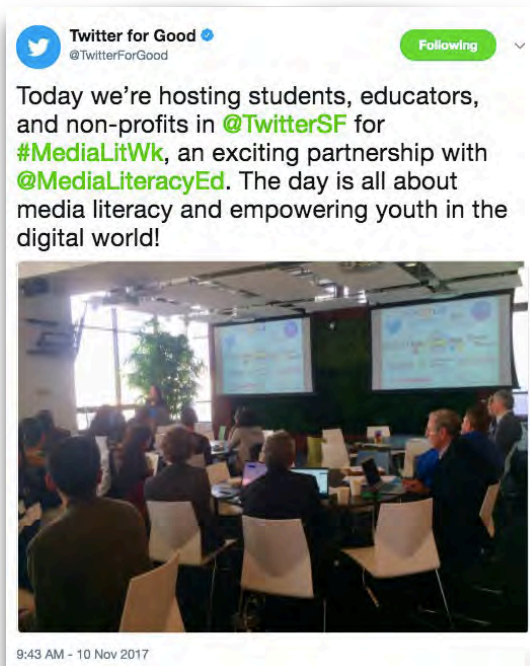 Twitter for Good
@TwitterForGood
Following
Today we're hosting students, educators,
and non-profits in @TwitterSF for
#MediaLitWk, an exciting partnership with
@MediaLiteracyEd. The day is all about
media literacy and empowering youth in the
digital world!
9:43 AM - 10 Nov 2017